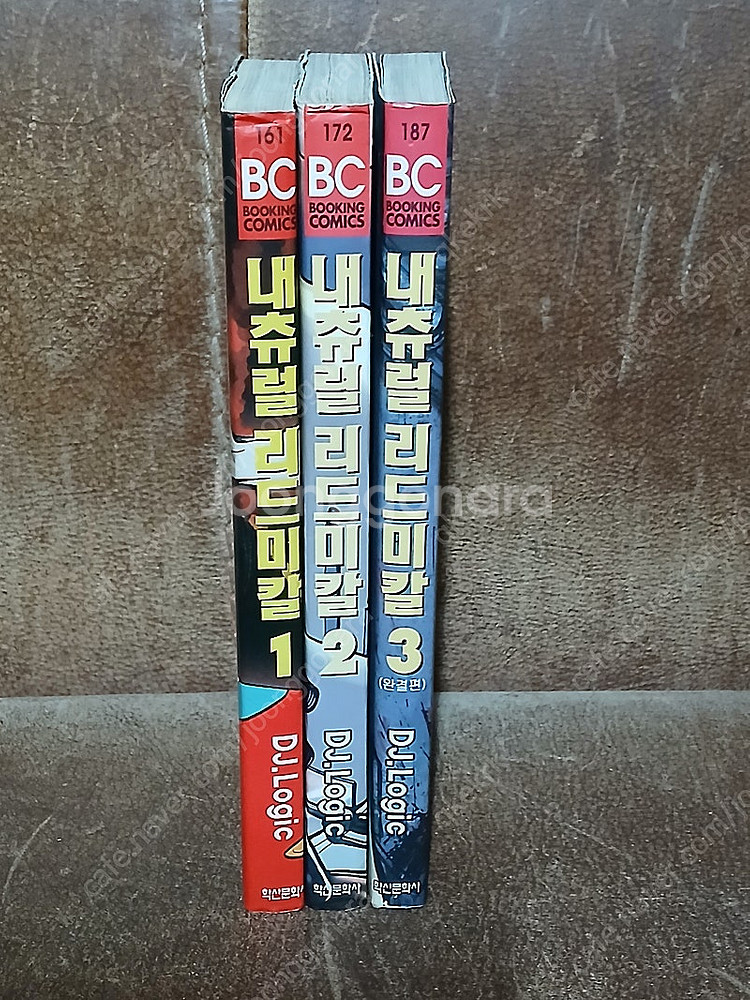 161
BC
BOOKING
COMICS
내츄럴 리드미칼
1
DJ.Logic
학산문화사
172
BC
BOOKING
COMICS
내츄럴 리드미칼
2
DJ.Logic
학산문화사
187
BC
BOOKING
COMICS
내츄럴 리드미칼
3
(완결편)
DJ.Logic
학산문화사
joonggonara